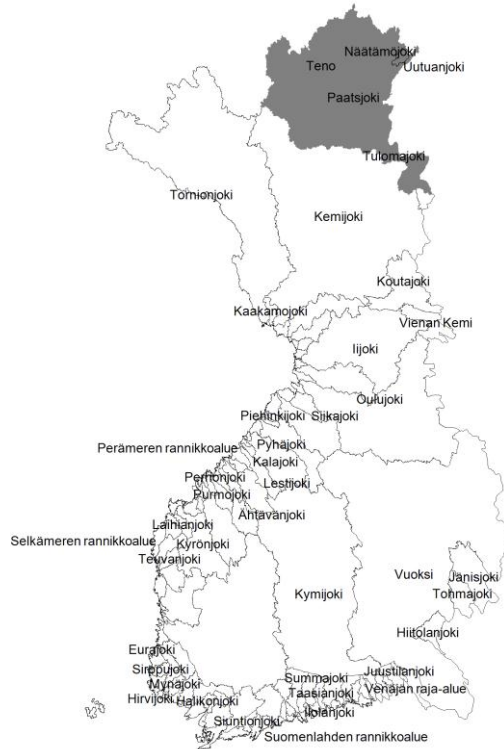 Näätämöjoki
Teno
Uutuanjoki
Paatsjoki
Tulomajoki
Tornionjoki
Kemijoki
Koutajoki
Kaakamojoki
Vienan Kemi
Iijoki
Oulujoki
Piehinkijoki
Siikajoki
Pyhäjoki
Perämeren rannikkoalue
Kalajoki
Perhonjoki
Lestijoki
Purmojoki
Ähtävänjoki
Laihianjoki
Selkämeren rannikkoalue
Kyrönjoki
Teuvanjoki
Vuoksi
Jänisjoki
Kymijoki
Tohmajoki
Hiitolanjoki
Eurajoki
Sirppujoki
Summajoki
Juustilanjoki
Mynäjoki
Taasianjoki
Venäjän raja-alue
Hirvijoki
Halikonjoki
Ilolanjoki
Siuntionjoki
Suomenlahden rannikkoalue